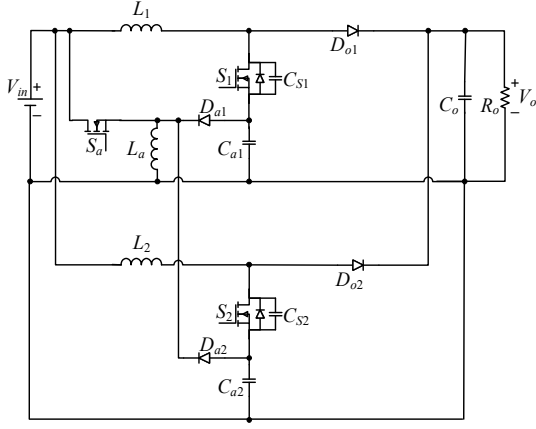 L1
Do1
Vin
+
−
S1
CS1
Da1
Sa
La
Ca1
Co
Ro
+
Vo
−
L2
Do2
S2
CS2
Da2
Ca2